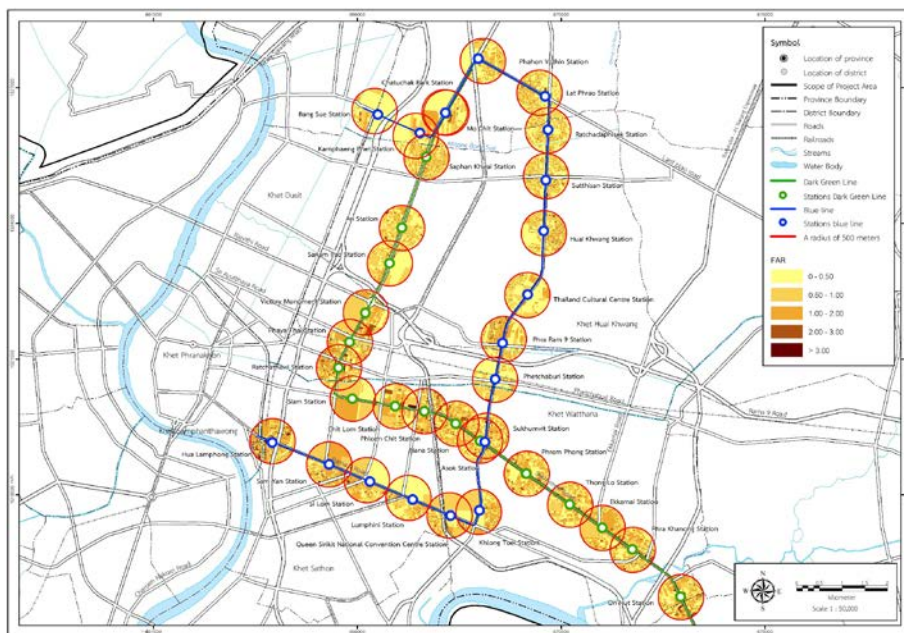 Phahon Yothin Station
Chatuchak Park Station
Lat Phrao Station
Bang Sue Station
Mo Chit Station
Ratchadaphisek Station
Kamphaeng Phet Station
Saphan Khwai Station
Sutthisan Station
Khet Dusit
Ari Station
Huai Khwang Station
Sanam Pao Station
Thailand Cultural Centre Station
Victory Monument Station
Khet Huai Khwang
Phaya Thai Station
Phra Ram 9 Station
Khet Phranakhon
Ratchathewi Station
Phetchaburi Station
Siam Station
Khet Watthana
Rama 9 Road
Chit Lom Station
Sukhumvit Station
Phloen Chit Station
Nana Station
Hua Lamphong Station
Phrom Phong Station
Asok Station
Sam Yan Station
Thong Lo Station
Si Lom Station
Ekkamai Station
Lumphini Station
Phra Khanong Station
Queen Sirikit National Convention Centre Station
Khlong Toei Station
Khet Sathon
On Nut Station
Symbol
Location of province
Location of district
Scope of Project Area
Province Boundary
District Boundary
Roads
Railroads
Streams
Water Body
Dark Green Line
Stations Dark Green Line
Blue line
Stations blue line
A radius of 500 meters
FAR
0 - 0.50
0.50 - 1.00
1.00 - 2.00
2.00 - 3.00
> 3.00
N
W
E
S
Kilometer
Scale 1 : 50,000